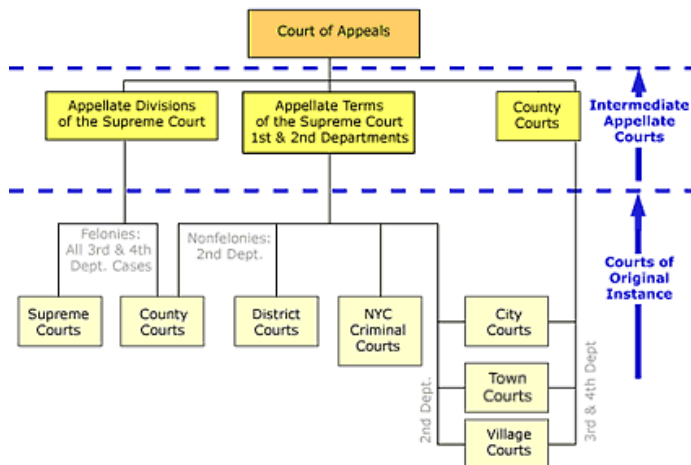 Court of Appeals
Appellate Divisions
of the Supreme Court
Appellate Terms
of the Supreme Court
1st & 2nd Departments
County
Courts
Intermediate
Appellate
Courts
Felonies:
All 3rd & 4th
Dept. Cases
Nonfelonies:
2nd Dept.
Courts of
Original
Instance
Supreme
Courts
County
Courts
District
Courts
NYC
Criminal
Courts
City
Courts
Town
Courts
Village
Courts
2nd Dept.
3rd & 4th Dept